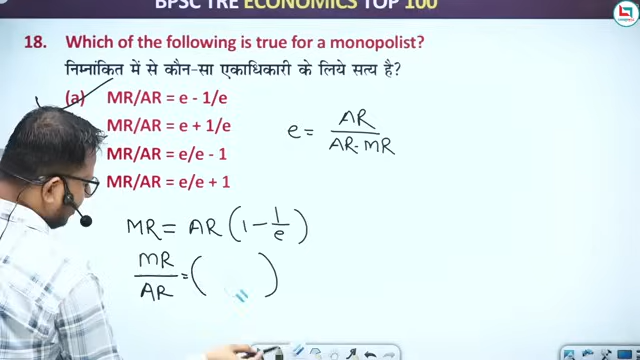 BPSC TRE ECONOMICS TOP 100
18. Which of the following is true for a monopolist?
निम्नांकित में से कौन-सा एकाधिकारी के लिये सत्य है?
(a) MR/AR = e - 1/e
MR/AR = e + 1/e
MR/AR = e/e - 1
MR/AR = e/e + 1
e = AR / AR - MR
MR = AR (1 - 1/e)
MR/AR = ( )